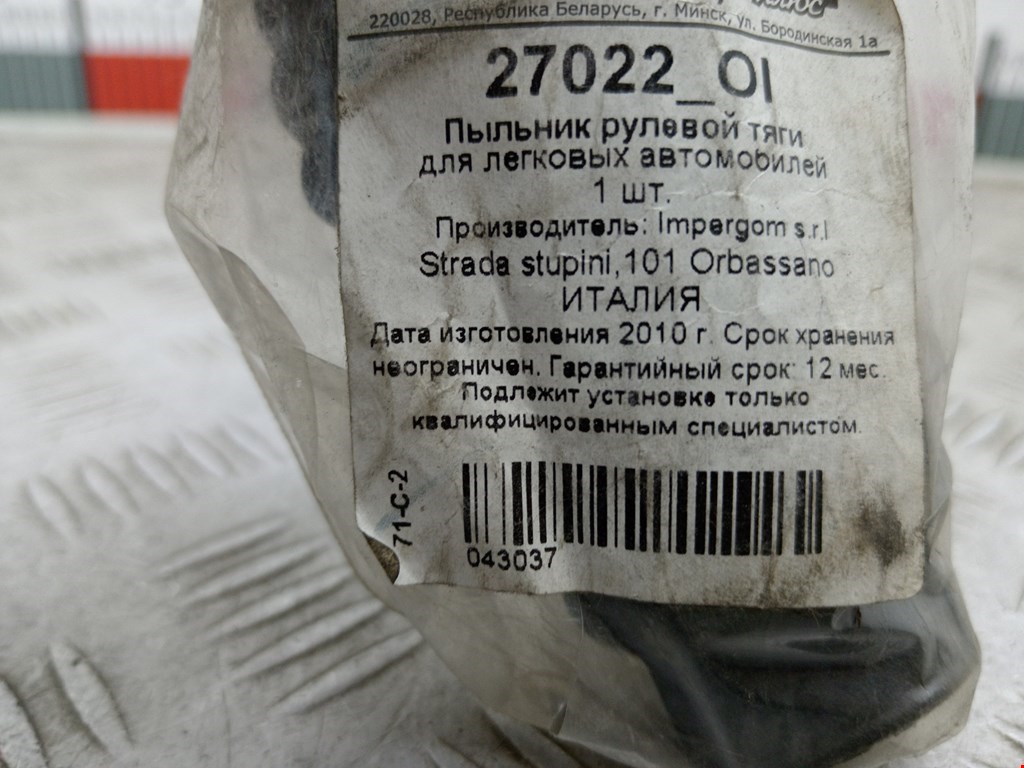 220028, Республика Беларусь, г. Минск, ул. Бородинская 1а
27022_OI
Пыльник рулевой тяги
для легковых автомобилей
1 шт.
Производитель: Impergom s.r.l
Strada stupini,101 Orbassano
ИТАЛИЯ
Дата изготовления 2010 г. Срок хранения
неограничен. Гарантийный срок: 12 мес.
Подлежит установке только
квалифицированным специалистом.
71-С-2
043037